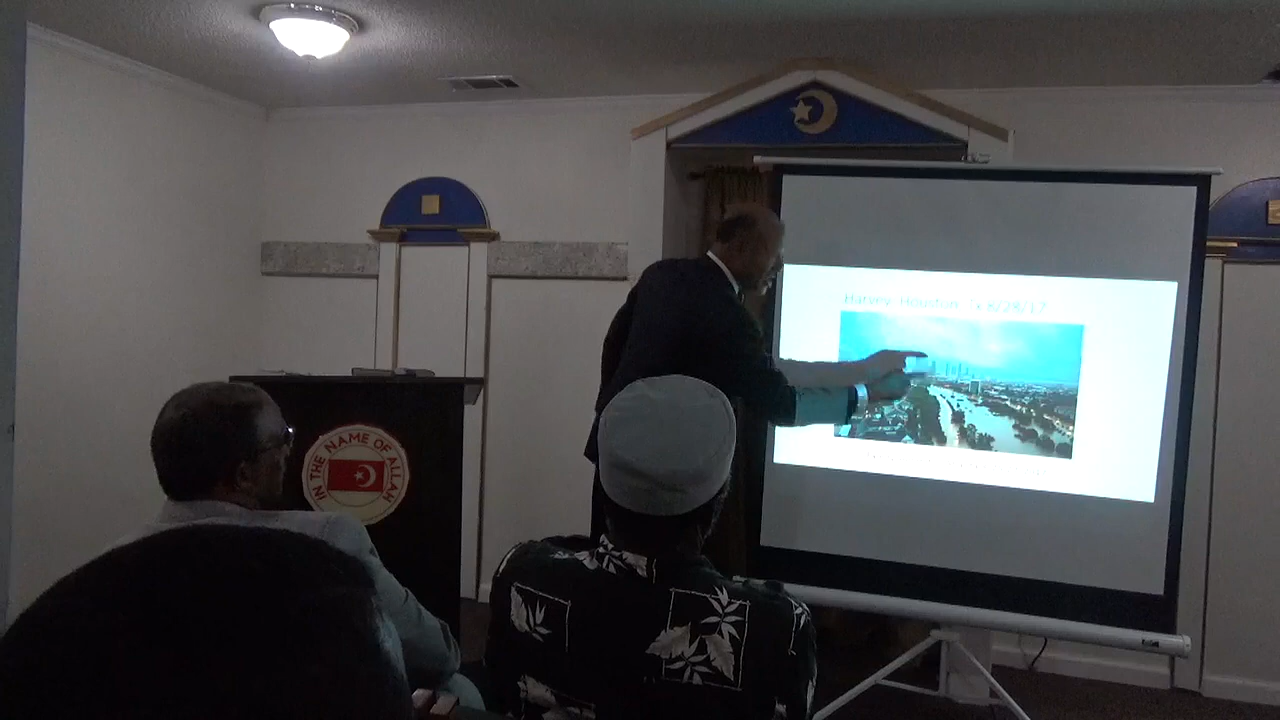 IN THE NAME OF ALLAH
Harvey, Houston, Tx 8/28/17